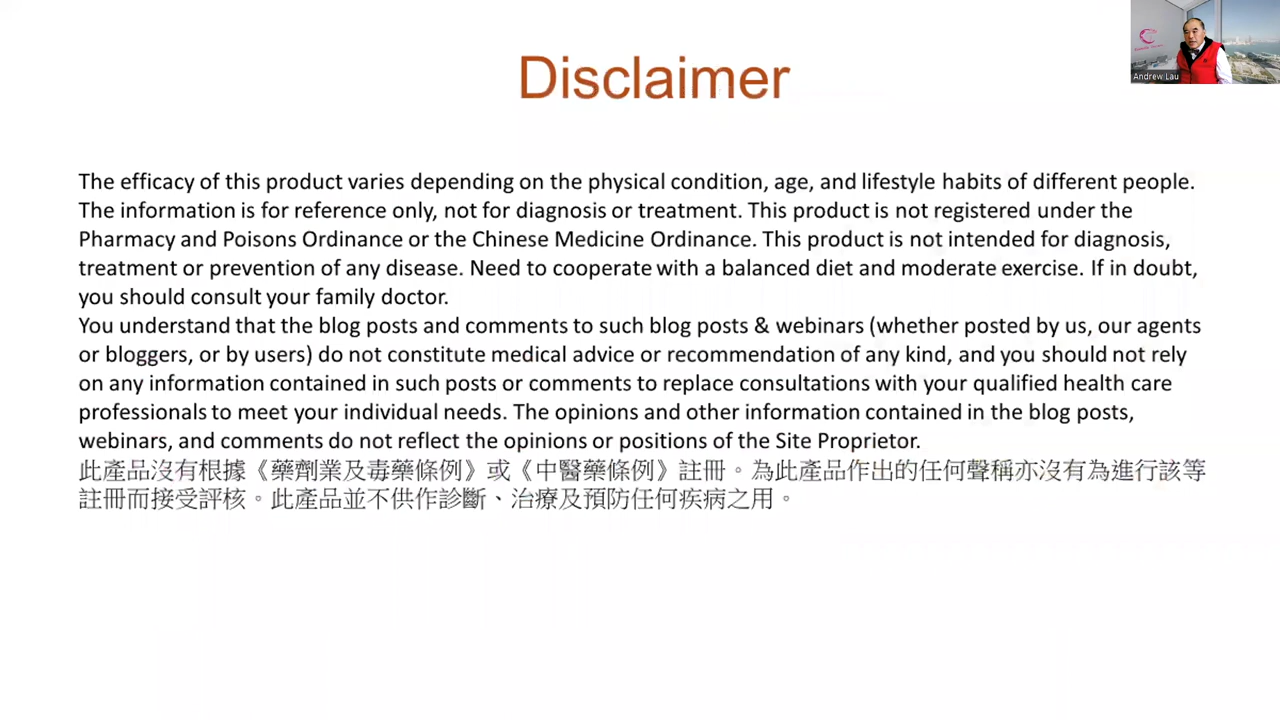 Disclaimer
Andrew Lau
The efficacy of this product varies depending on the physical condition, age, and lifestyle habits of different people.
The information is for reference only, not for diagnosis or treatment. This product is not registered under the
Pharmacy and Poisons Ordinance or the Chinese Medicine Ordinance. This product is not intended for diagnosis,
treatment or prevention of any disease. Need to cooperate with a balanced diet and moderate exercise. If in doubt,
you should consult your family doctor.
You understand that the blog posts and comments to such blog posts & webinars (whether posted by us, our agents
or bloggers, or by users) do not constitute medical advice or recommendation of any kind, and you should not rely
on any information contained in such posts or comments to replace consultations with your qualified health care
professionals to meet your individual needs. The opinions and other information contained in the blog posts,
webinars, and comments do not reflect the opinions or positions of the Site Proprietor.
此產品沒有根據《藥劑業及毒藥條例》或《中醫藥條例》註冊。為此產品作出的任何聲稱亦沒有為進行該等
註冊而接受評核。此產品並不供作診斷、治療及預防任何疾病之用。